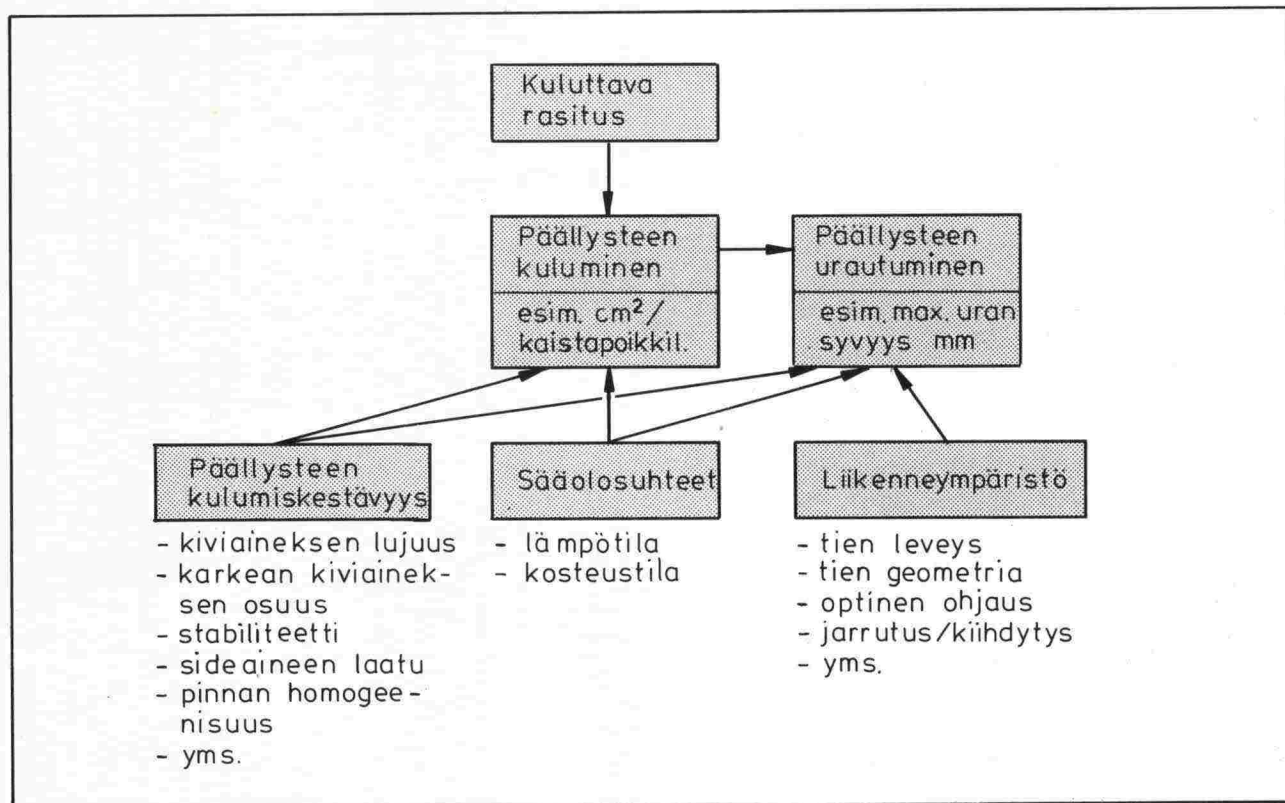 Kuluttava
rasitus
Päällysteen
kuluminen
esim. cm²/
kaistapoikkil.
Päällysteen
urautuminen
esim. max. uran
syvyys mm
Päällysteen
kulumiskestävyys
- kiviaineksen lujuus
- karkean kiviainek-
sen osuus
- stabiliteetti
- sideaineen laatu
- pinnan homogee-
nisuus
- yms.
Sääolosuhteet
- lämpötila
- kosteustila
Liikenneympäristö
- tien leveys
- tien geometria
- optinen ohjaus
- jarrutus/kiihdytys
- yms.